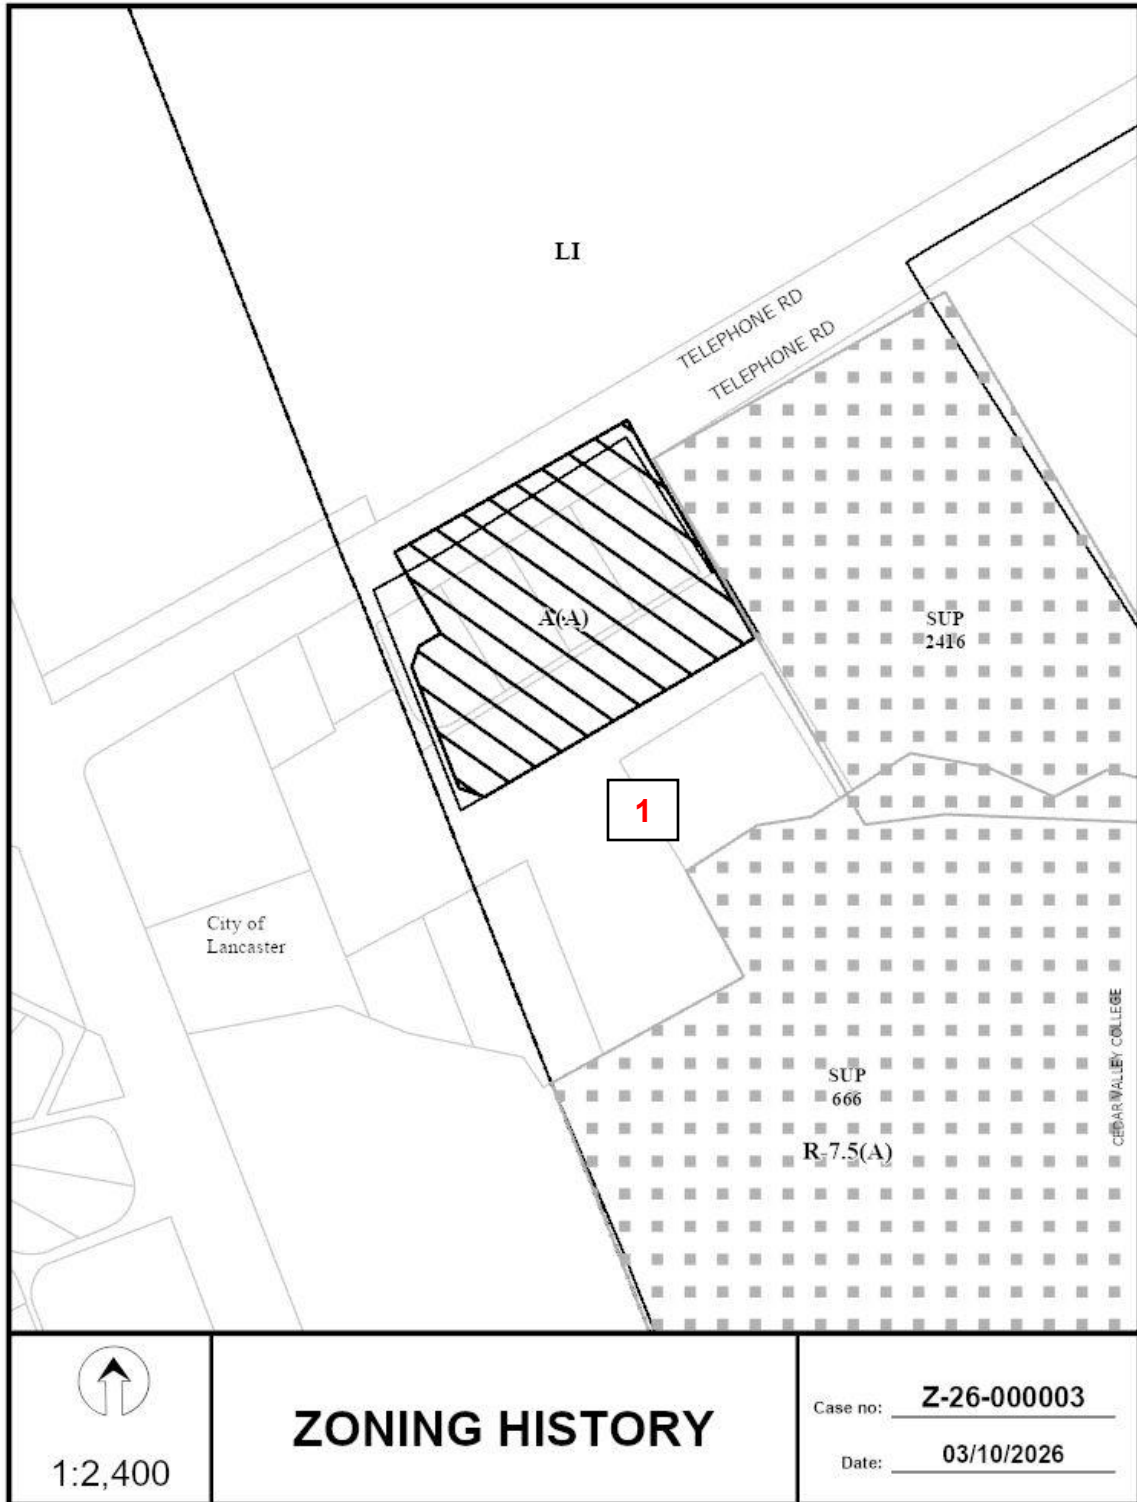 LI
TELEPHONE RD
TELEPHONE RD
A(A)
SUP
2416
1
City of
Lancaster
SUP
666
R-7.5(A)
CEDAR VALLEY COLLEGE
1:2,400
ZONING HISTORY
Case no: Z-26-000003
Date: 03/10/2026